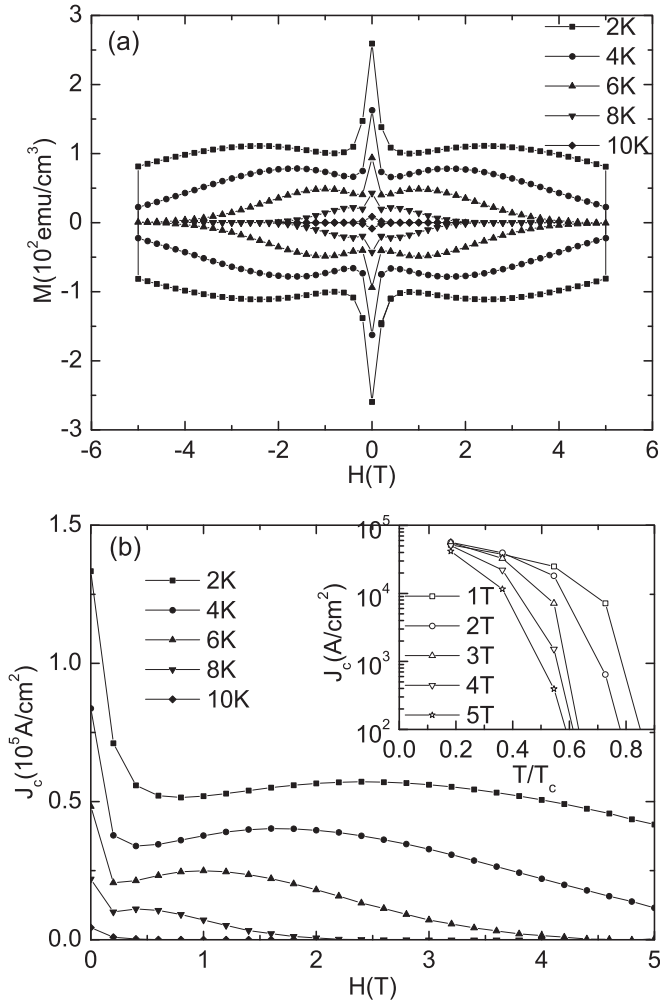 (a)
2K
4K
6K
8K
10K
3
2
1
0
-1
-2
-3
M(10²emu/cm³)
-6 -4 -2 0 2 4 6
H(T)
(b)
2K
4K
6K
8K
10K
1.5
1.0
0.5
0.0
J_c(10⁵A/cm²)
0 1 2 3 4 5
H(T)
10⁵
10⁴
10³
10²
J_c(A/cm²)
1T
2T
3T
4T
5T
0.0 0.2 0.4 0.6 0.8
T/T_c